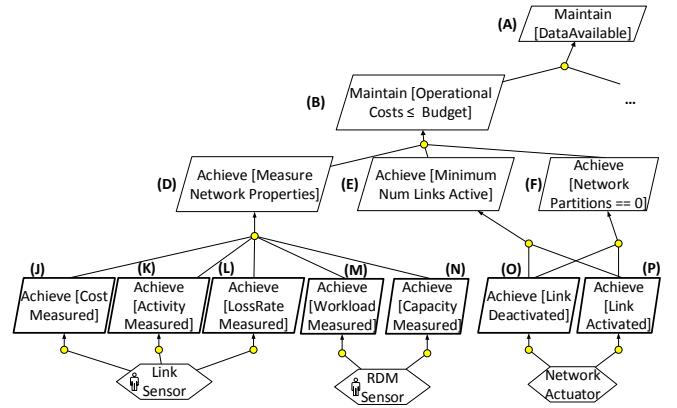 (A)
Maintain
[DataAvailable]
(B)
Maintain [Operational
Costs ≤ Budget]
...
(D)
Achieve [Measure
Network Properties]
(E)
Achieve [Minimum
Num Links Active]
(F)
Achieve
[Network
Partitions == 0]
(J)
Achieve [Cost
Measured]
(K)
Achieve
[Activity
Measured]
(L)
Achieve
[LossRate
Measured]
(M)
Achieve
[Workload
Measured]
(N)
Achieve
[Capacity
Measured]
(O)
Achieve [Link
Deactivated]
(P)
Achieve
[Link
Activated]
Link
Sensor
RDM
Sensor
Network
Actuator